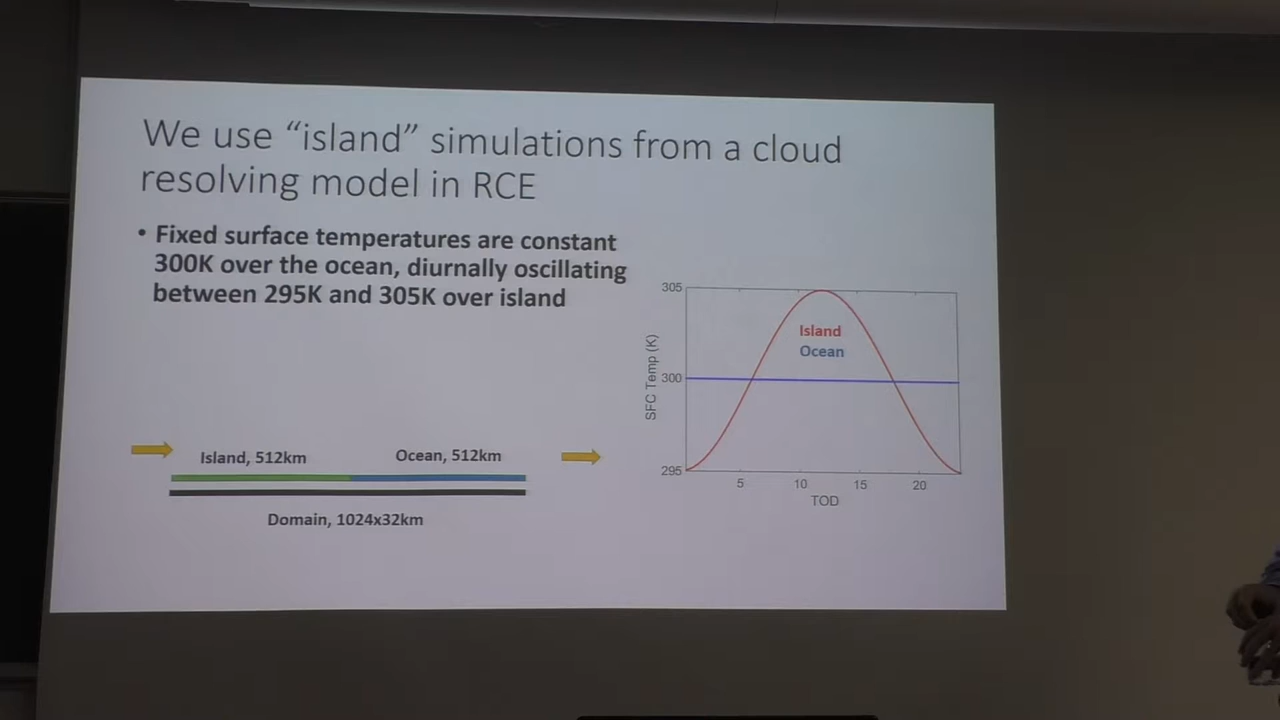 We use “island” simulations from a cloud
resolving model in RCE
• Fixed surface temperatures are constant
300K over the ocean, diurnally oscillating
between 295K and 305K over island
305
Island
Ocean
SFC Temp (K)
300
295
5
10
15
20
TOD
Island, 512km
Ocean, 512km
Domain, 1024x32km